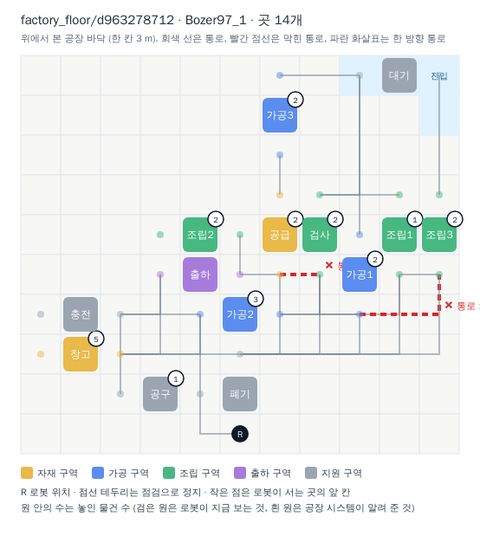 factory_floor/d963278712 · Bozer97_1 · 곳 14개
위에서 본 공장 바닥 (한 칸 3 m). 회색 선은 통로, 빨간 점선은 막힌 통로, 파란 화살표는 한 방향 통로
대기
2
가공3
2 2 2 1 2
조립2 공급 검사 조립1 조립3
✕
2
출하 가공1
3
충전 가공2 ✕ 통로
5
창고
1
공구 폐기
R
자재 구역 가공 구역 조립 구역 출하 구역 지원 구역
R 로봇 위치 · 점선 테두리는 점검으로 정지 · 작은 점은 로봇이 서는 곳의 앞 칸
원 안의 수는 놓인 물건 수 (검은 원은 로봇이 지금 보는 것, 흰 원은 공장 시스템이 알려 준 것)